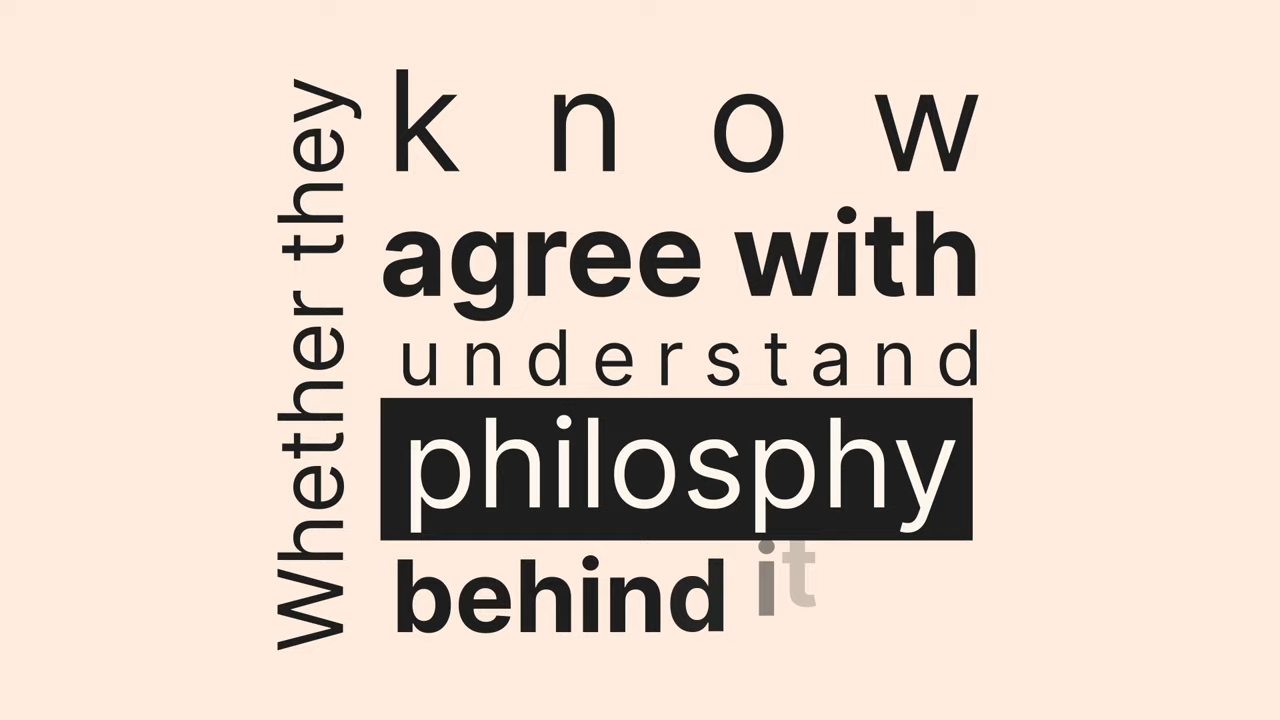 Whether they
know
agree with
understand
philosphy
behind it